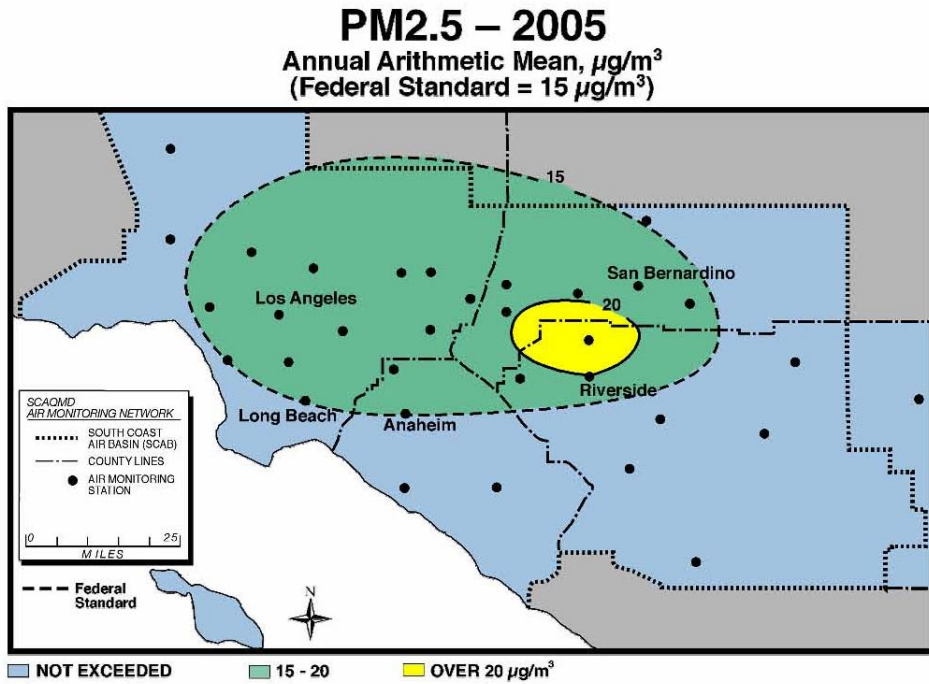 PM2.5 – 2005
Annual Arithmetic Mean, µg/m³
(Federal Standard = 15 µg/m³)
15
San Bernardino
Los Angeles
20
Riverside
Long Beach
Anaheim
SCAQMD
AIR MONITORING NETWORK
SOUTH COAST
AIR BASIN (SCAB)
COUNTY LINES
AIR MONITORING
STATION
0 25
MILES
Federal
Standard
N
NOT EXCEEDED 15 - 20 OVER 20 µg/m³